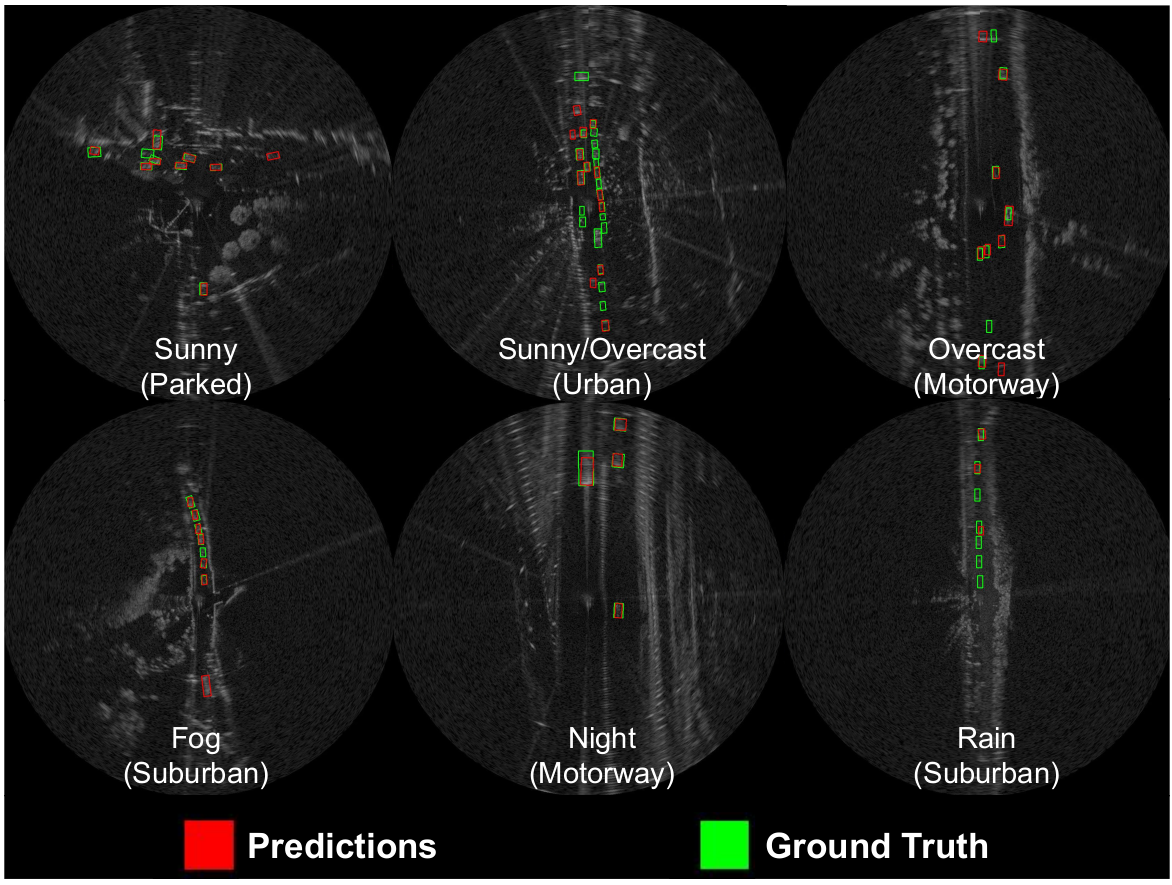 Sunny
(Parked)
Sunny/Overcast
(Urban)
Overcast
(Motorway)
Fog
(Suburban)
Night
(Motorway)
Rain
(Suburban)
Predictions
Ground Truth